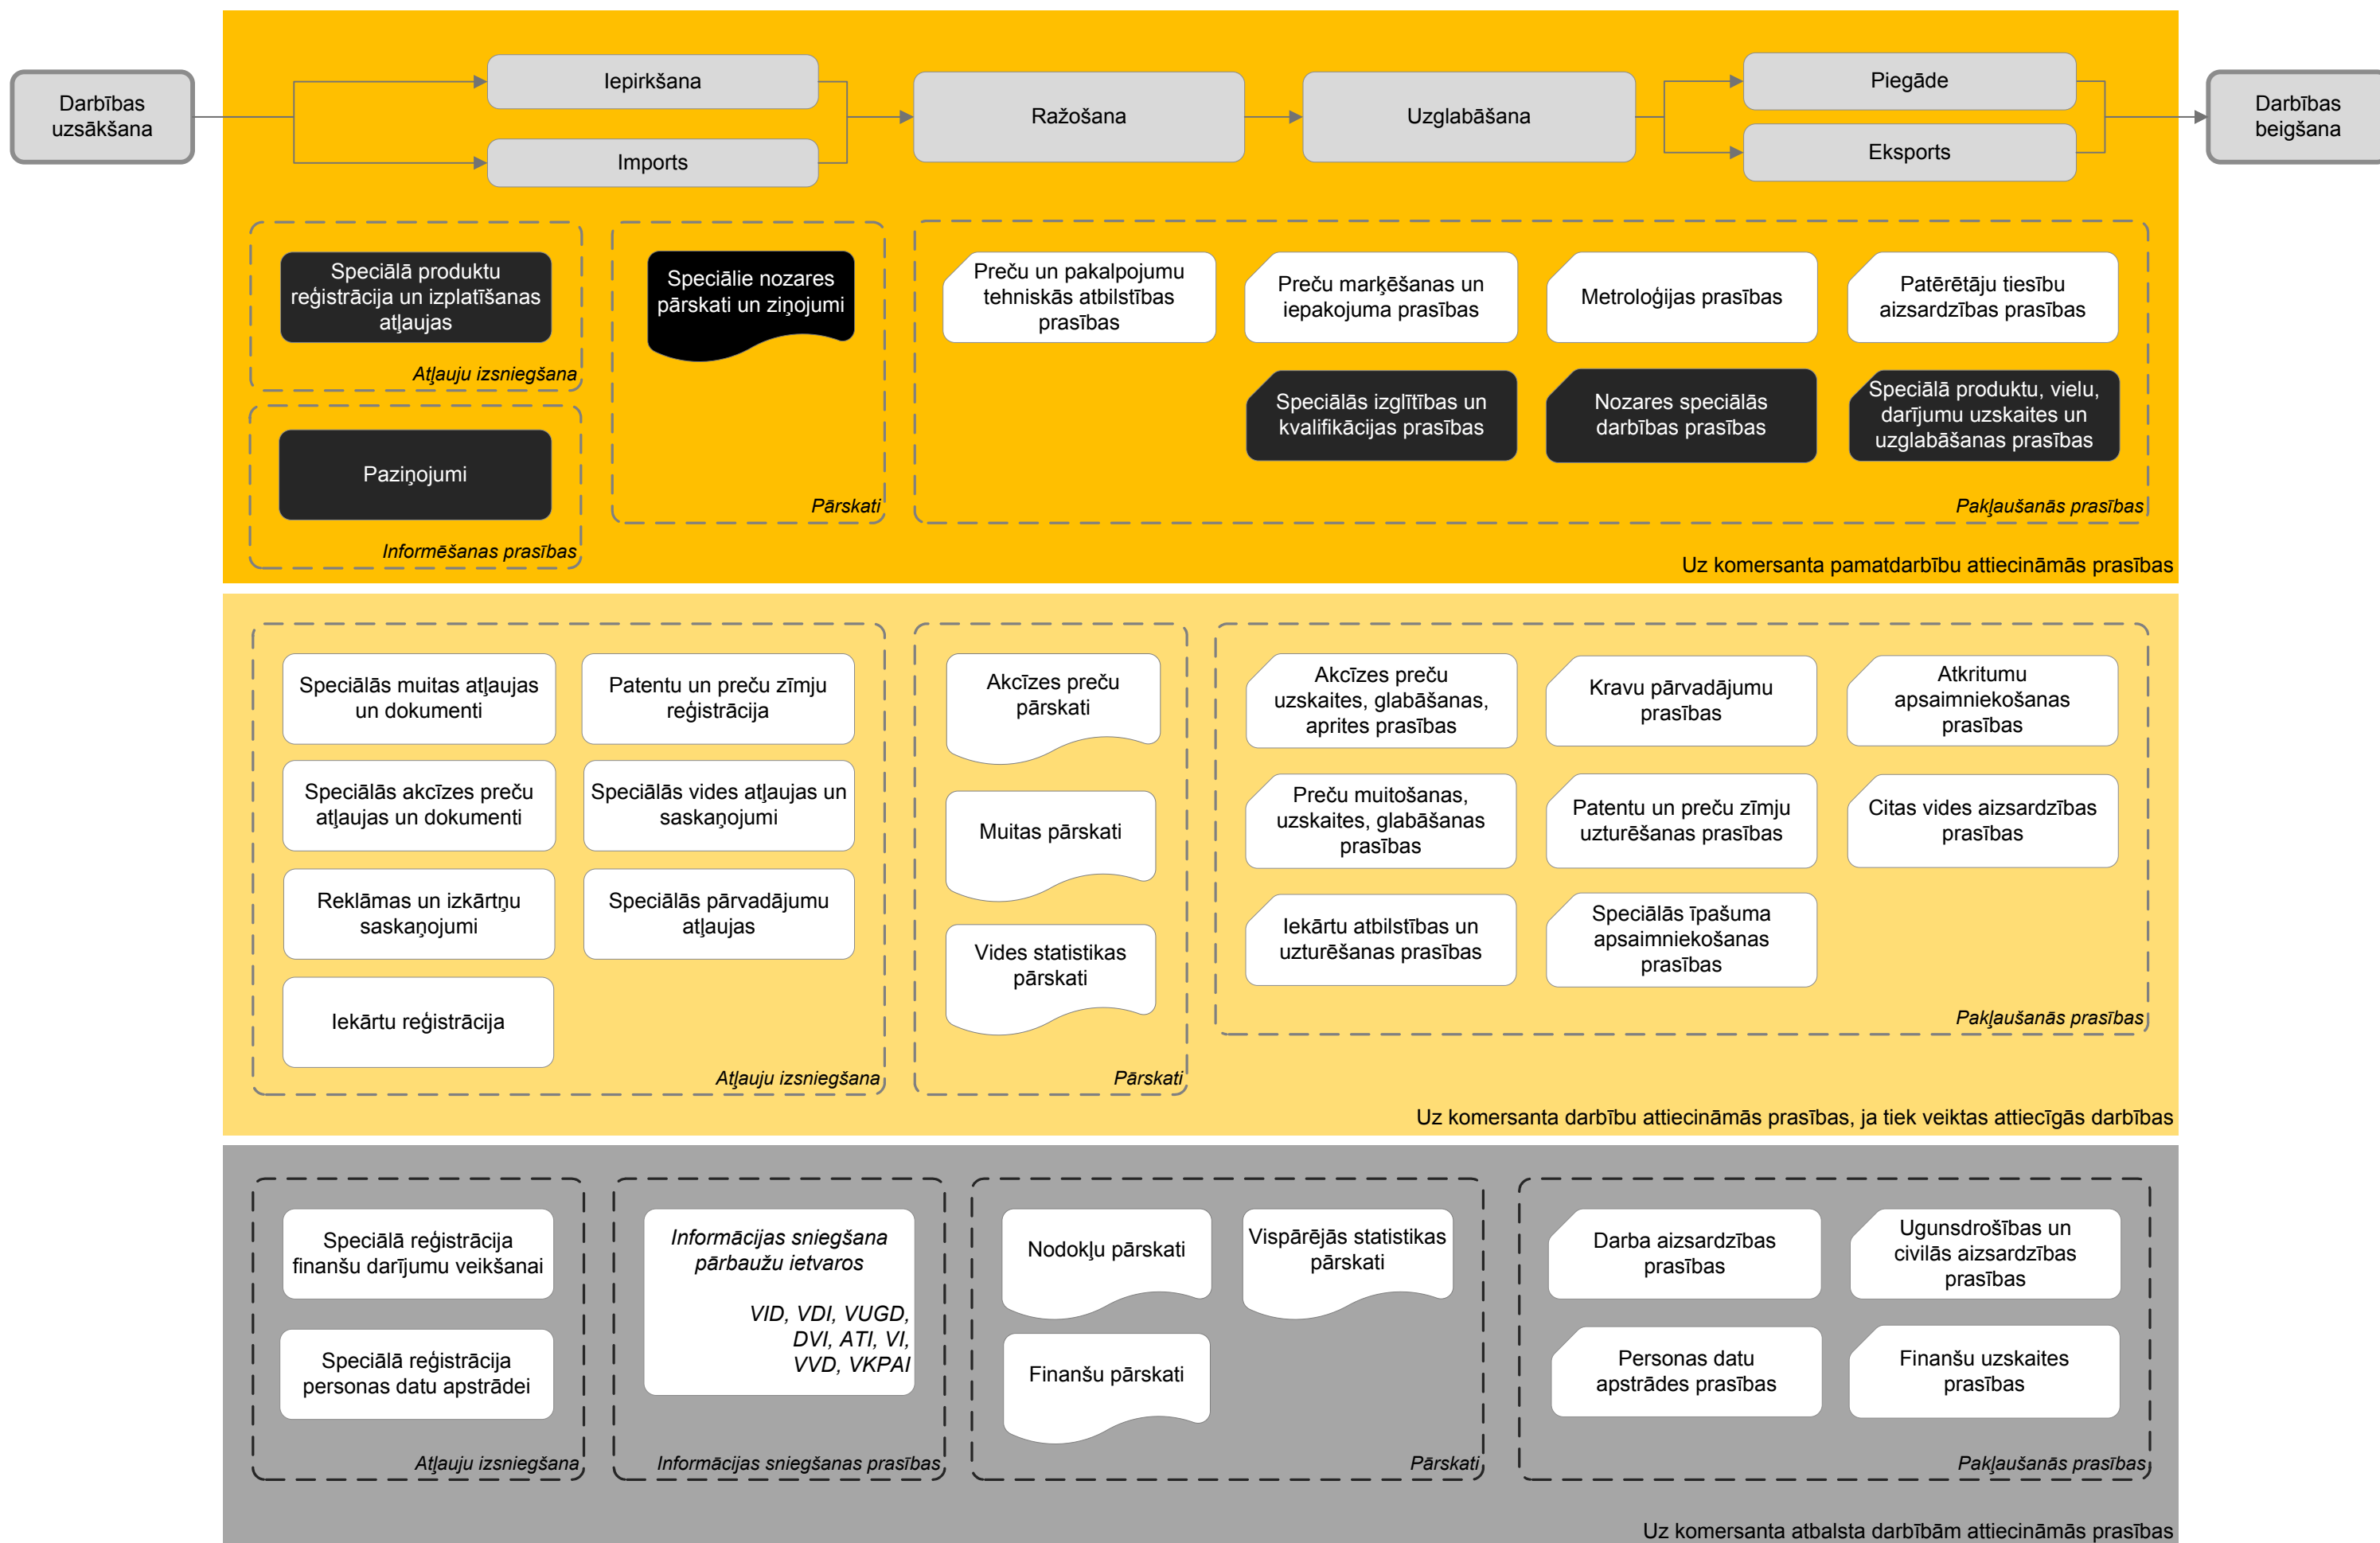 Darbības
uzsākšana
Iepirkšana
Imports
Ražošana
Uzglabāšana
Piegāde
Eksports
Darbības
beigšana
Speciālā produktu
reģistrācija un izplatīšanas
atļaujas
Atļauju izsniegšana
Paziņojumi
Informēšanas prasības
Speciālie nozares
pārskati un ziņojumi
Pārskati
Preču un pakalpojumu
tehniskās atbilstības
prasības
Preču marķēšanas un
iepakojuma prasības
Metroloģijas prasības
Patērētāju tiesību
aizsardzības prasības
Speciālās izglītības un
kvalifikācijas prasības
Nozares speciālās
darbības prasības
Speciālā produktu, vielu,
darījumu uzskaites un
uzglabāšanas prasības
Pakļaušanās prasības
Uz komersanta pamatdarbību attiecināmās prasības
Speciālās muitas atļaujas
un dokumenti
Patentu un preču zīmju
reģistrācija
Speciālās akcīzes preču
atļaujas un dokumenti
Speciālās vides atļaujas un
saskaņojumi
Reklāmas un izkārtņu
saskaņojumi
Speciālās pārvadājumu
atļaujas
Iekārtu reģistrācija
Atļauju izsniegšana
Akcīzes preču
pārskati
Muitas pārskati
Vides statistikas
pārskati
Pārskati
Akcīzes preču
uzskaites, glabāšanas,
aprites prasības
Kravu pārvadājumu
prasības
Atkritumu
apsaimniekošanas
prasības
Preču muitošanas,
uzskaites, glabāšanas
prasības
Patentu un preču zīmju
uzturēšanas prasības
Citas vides aizsardzības
prasības
Iekārtu atbilstības un
uzturēšanas prasības
Speciālās īpašuma
apsaimniekošanas
prasības
Pakļaušanās prasības
Uz komersanta darbību attiecināmās prasības, ja tiek veiktas attiecīgās darbības
Speciālā reģistrācija
finanšu darījumu veikšanai
Speciālā reģistrācija
personas datu apstrādei
Atļauju izsniegšana
Informācijas sniegšana
pārbaužu ietvaros
VID, VDI, VUGD,
DVI, ATI, VI,
VVD, VKPAI
Informācijas sniegšanas prasības
Nodokļu pārskati
Vispārējās statistikas
pārskati
Finanšu pārskati
Pārskati
Darba aizsardzības
prasības
Ugunsdrošības un
civilās aizsardzības
prasības
Personas datu
apstrādes prasības
Finanšu uzskaites
prasības
Pakļaušanās prasības
Uz komersanta atbalsta darbībām attiecināmās prasības